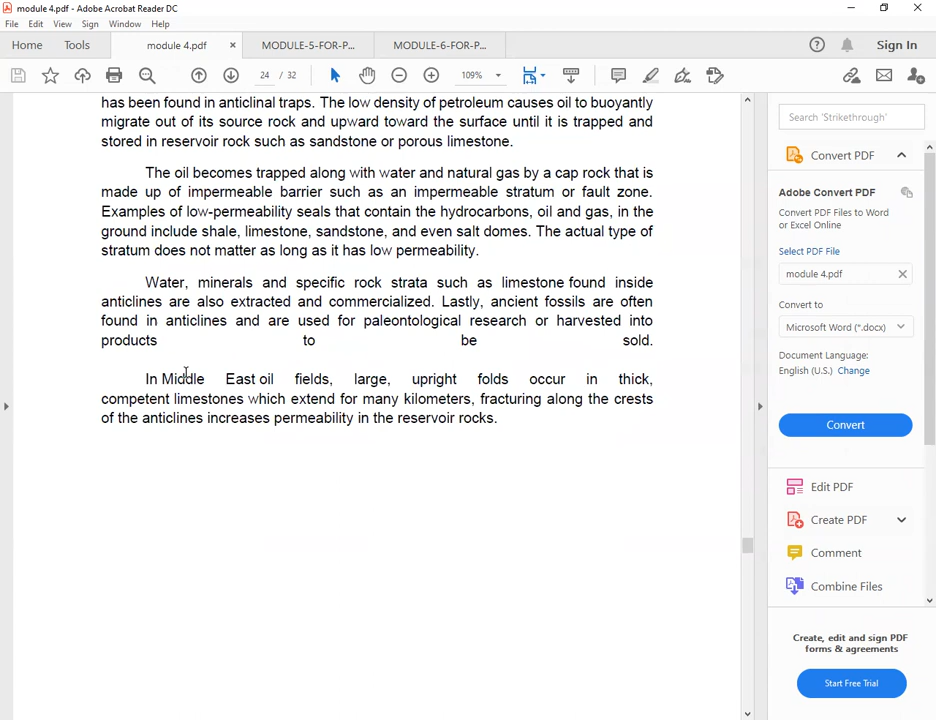 module 4.pdf - Adobe Acrobat Reader DC
File Edit View Sign Window Help
Home Tools module 4.pdf × MODULE-5-FOR-P... MODULE-6-FOR-P... Sign In
24 / 32 109%
has been found in anticlinal traps. The low density of petroleum causes oil to buoyantly
migrate out of its source rock and upward toward the surface until it is trapped and
stored in reservoir rock such as sandstone or porous limestone.
The oil becomes trapped along with water and natural gas by a cap rock that is
made up of impermeable barrier such as an impermeable stratum or fault zone.
Examples of low-permeability seals that contain the hydrocarbons, oil and gas, in the
ground include shale, limestone, sandstone, and even salt domes. The actual type of
stratum does not matter as long as it has low permeability.
Water, minerals and specific rock strata such as limestone found inside
anticlines are also extracted and commercialized. Lastly, ancient fossils are often
found in anticlines and are used for paleontological research or harvested into
products to be sold.
In Middle East oil fields, large, upright folds occur in thick,
competent limestones which extend for many kilometers, fracturing along the crests
of the anticlines increases permeability in the reservoir rocks.
Search 'Strikethrough'
Convert PDF
Adobe Convert PDF
Convert PDF Files to Word
or Excel Online
Select PDF File
module 4.pdf
Convert to
Microsoft Word (*.docx)
Document Language:
English (U.S.) Change
Convert
Edit PDF
Create PDF
Comment
Combine Files
Create, edit and sign PDF
forms & agreements
Start Free Trial